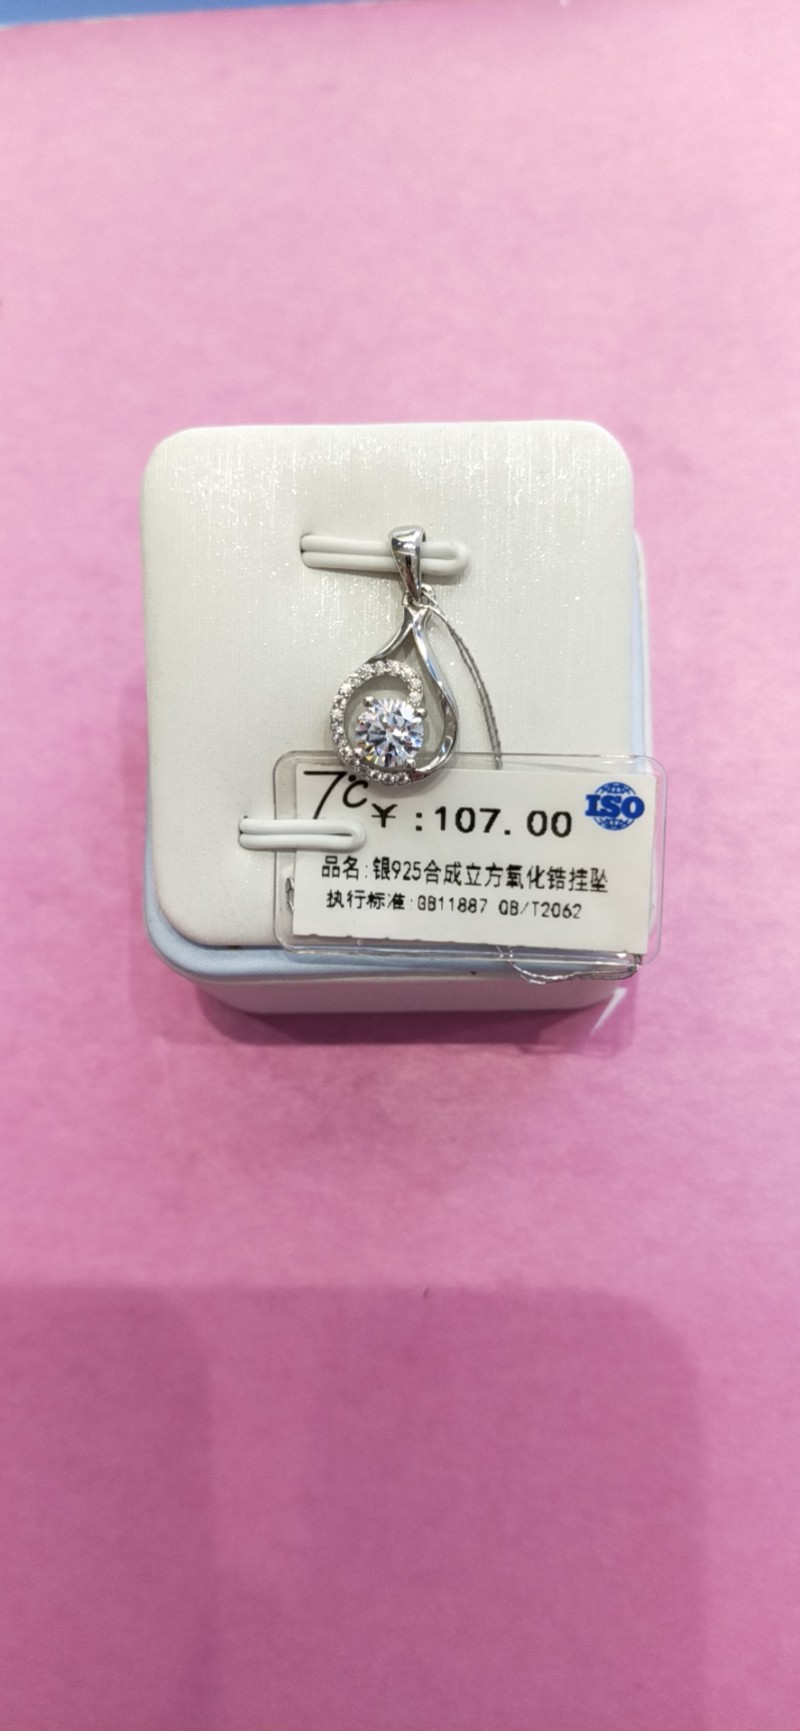 7℃ ¥:107.00 ISO
品名:银925合成立方氧化锆挂坠
执行标准:GB11887 QB/T2062